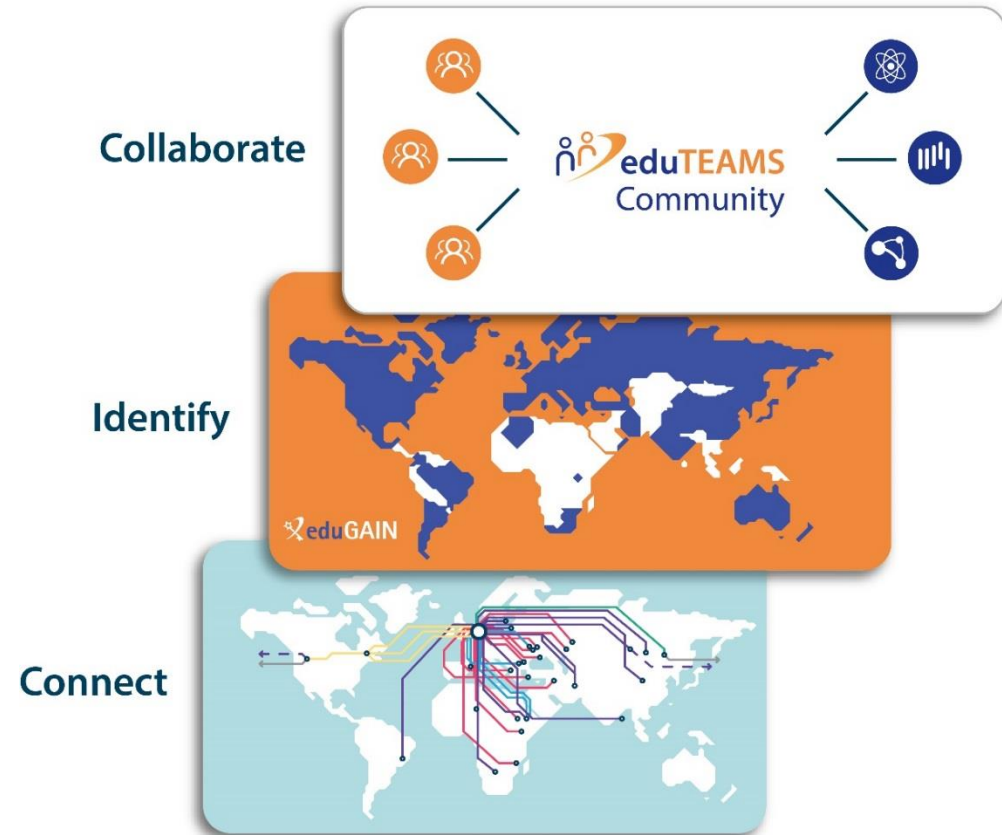 Collaborate
eduTEAMS
Community
Identify
eduGAIN
Connect